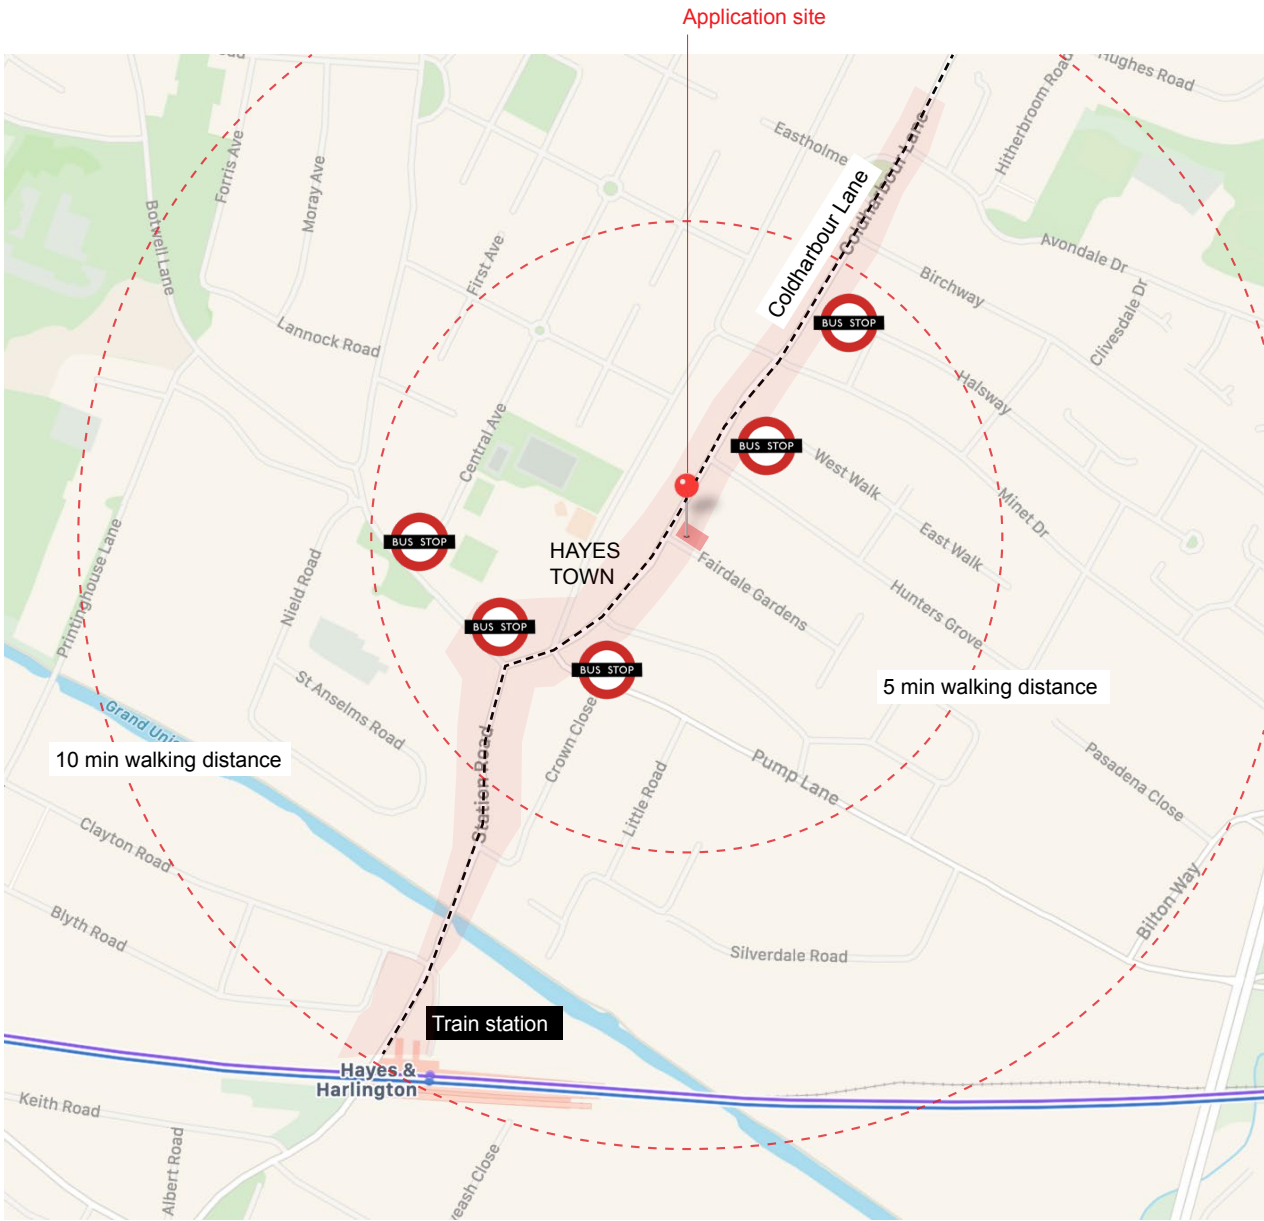 Application site
Hughes Road
Hitherbroom Road
Eastholme
Forris Ave
Moray Ave
Botwell Lane
Coldharbour Lane
Coldharbour Lane
Avondale Dr
First Ave
Birchway
Clivesdale Dr
BUS STOP
Lannock Road
Halsway
Central Ave
BUS STOP
West Walk
Minet Dr
East Walk
BUS STOP
HAYES
TOWN
Printinghouse Lane
Nield Road
Fairdale Gardens
Hunters Grove
BUS STOP
BUS STOP
5 min walking distance
St Anselms Road
Grand Uni
10 min walking distance
Crown Close
Station Road
Pump Lane
Pasadena Close
Little Road
Clayton Road
Bilton Way
Blyth Road
Silverdale Road
Train station
Hayes &
Harlington
Keith Road
Albert Road
eash Close